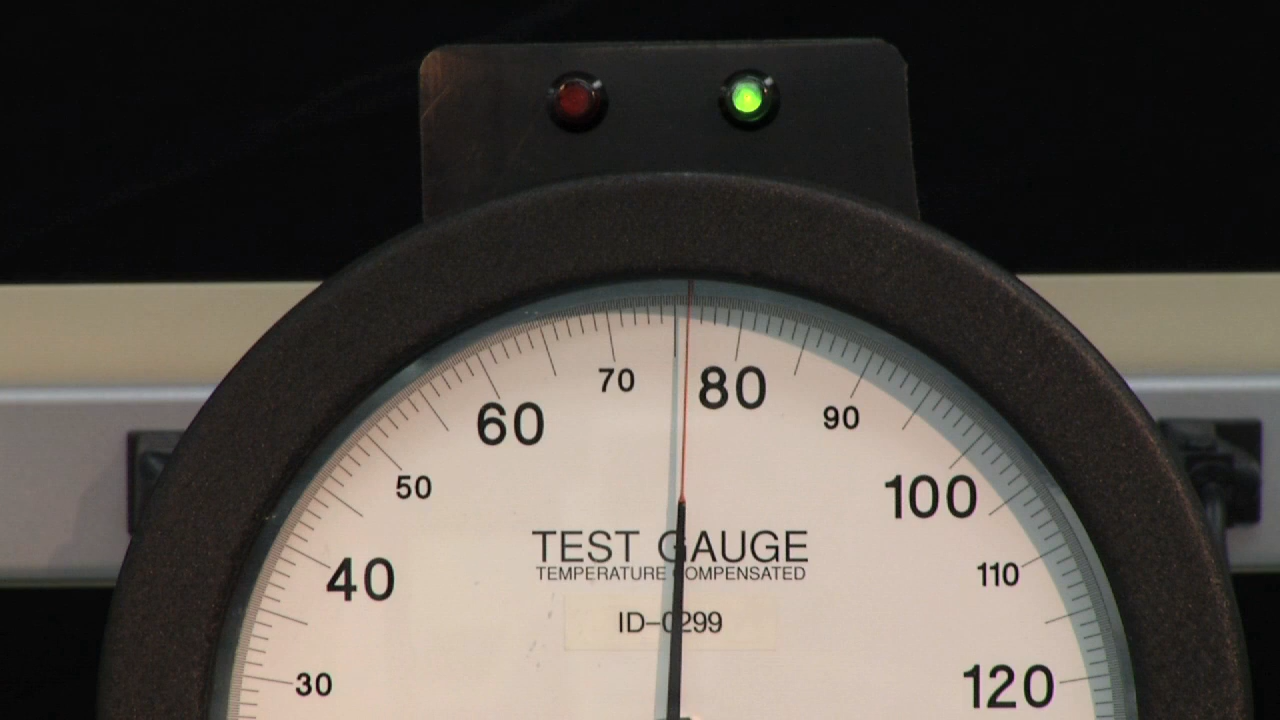 70 80
60 90
50 100
TEST GAUGE
TEMPERATURE COMPENSATED
40 110
ID-0299
30 120